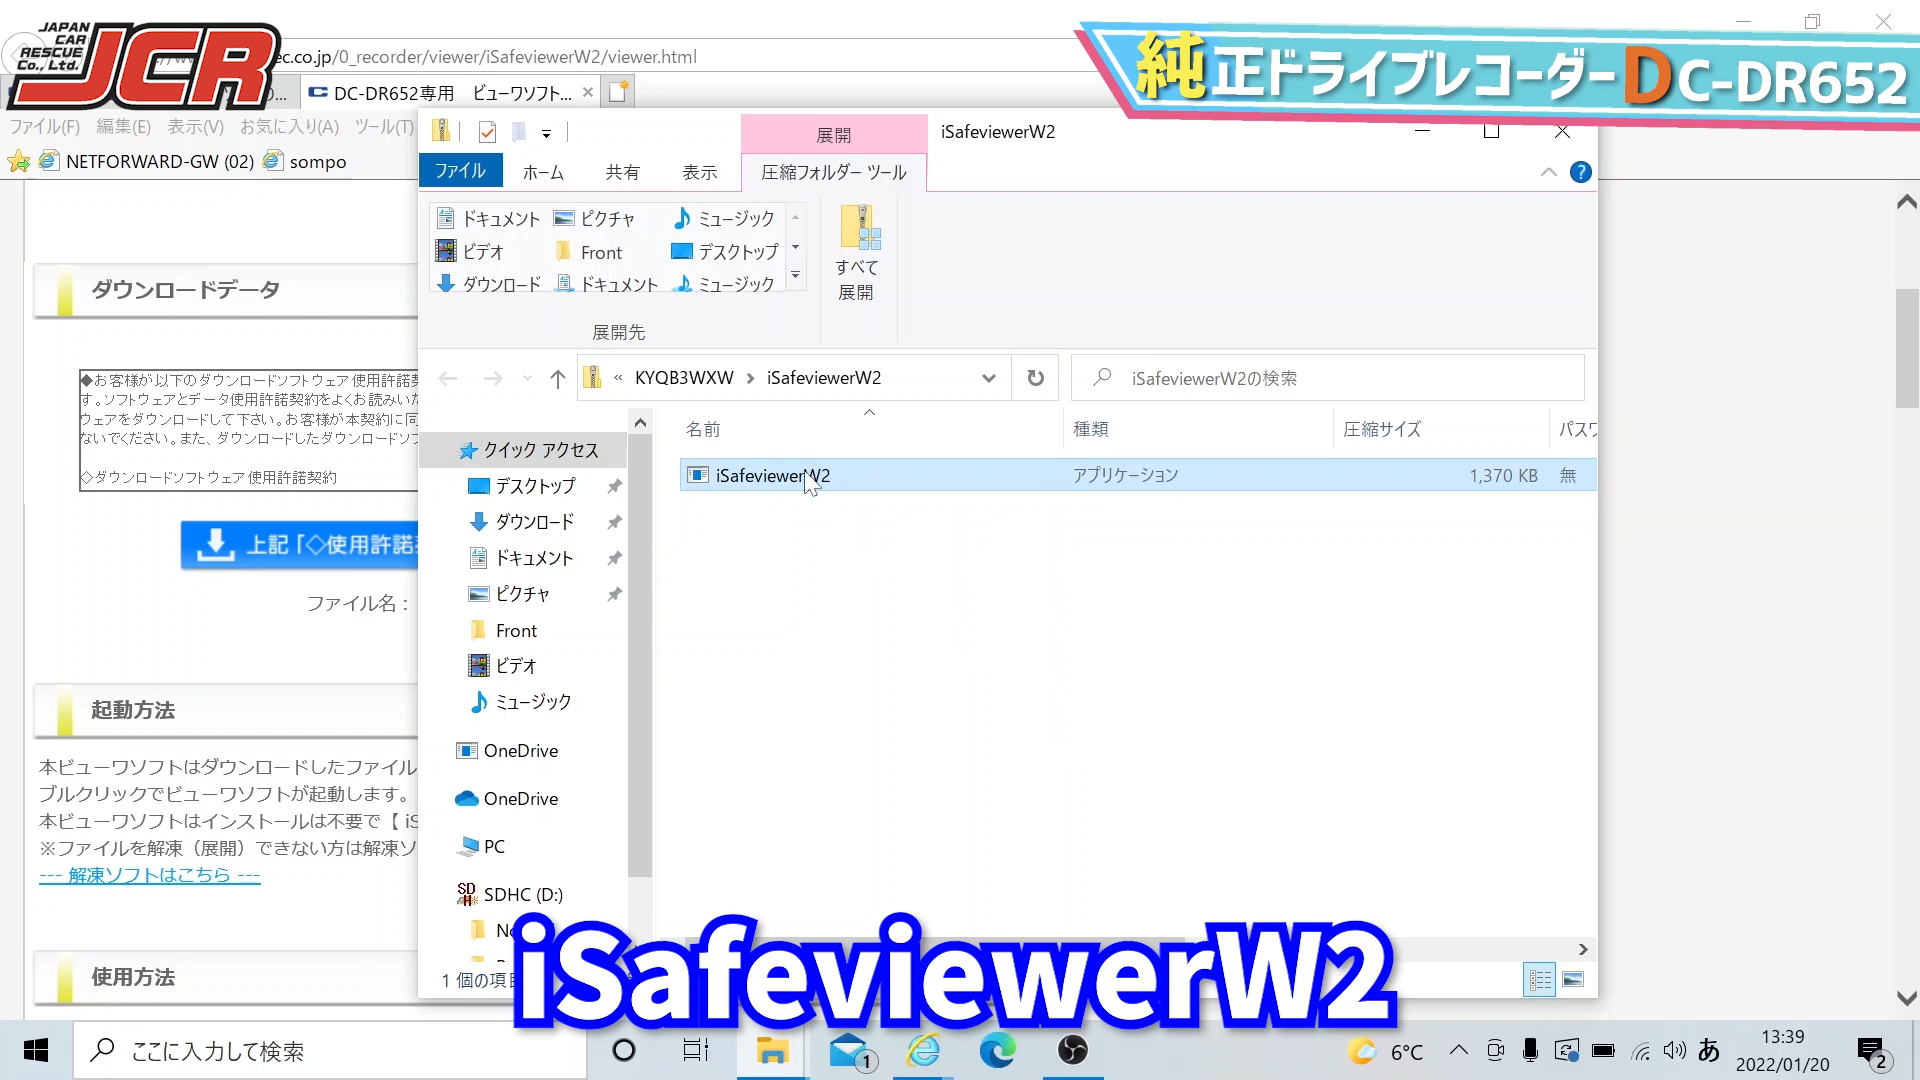 JAPAN
CAR
RESCUE
Co., Ltd.
JCR
純正ドライブレコーダーDC-DR652
ec.co.jp/0_recorder/viewer/iSafeviewerW2/viewer.html
DC-DR652専用 ビューワソフト...
ファイル(F) 編集(E) 表示(V) お気に入り(A) ツール(T)
NETFORWARD-GW (02) sompo
展開 iSafeviewerW2
ファイル ホーム 共有 表示 圧縮フォルダー ツール
ドキュメント ピクチャ ミュージック
ビデオ Front デスクトップ
ダウンロード ドキュメント ミュージック
すべて
展開
展開先
« KYQB3WXW › iSafeviewerW2
iSafeviewerW2の検索
名前 種類 圧縮サイズ パスワ
iSafeviewerW2 アプリケーション 1,370 KB 無
クイック アクセス
デスクトップ
ダウンロード
ドキュメント
ピクチャ
Front
ビデオ
ミュージック
OneDrive
OneDrive
PC
SDHC (D:)
1 個の項目
ダウンロードデータ
◆お客様が以下のダウンロードソフトウェア使用許諾契
す。ソフトウェアとデータ使用許諾契約をよくお読みいた
ウェアをダウンロードして下さい。お客様が本契約に同
ないでください。また、ダウンロードしたダウンロードソフ
◇ダウンロードソフトウェア使用許諾契約
上記「◇使用許諾契
ファイル名：
起動方法
本ビューワソフトはダウンロードしたファイル
ブルクリックでビューワソフトが起動します。
本ビューワソフトはインストールは不要で【 iS
※ファイルを解凍（展開）できない方は解凍ソ
--- 解凍ソフトはこちら ---
使用方法
iSafeviewerW2
ここに入力して検索
1
6°C
あ
13:39
2022/01/20
2